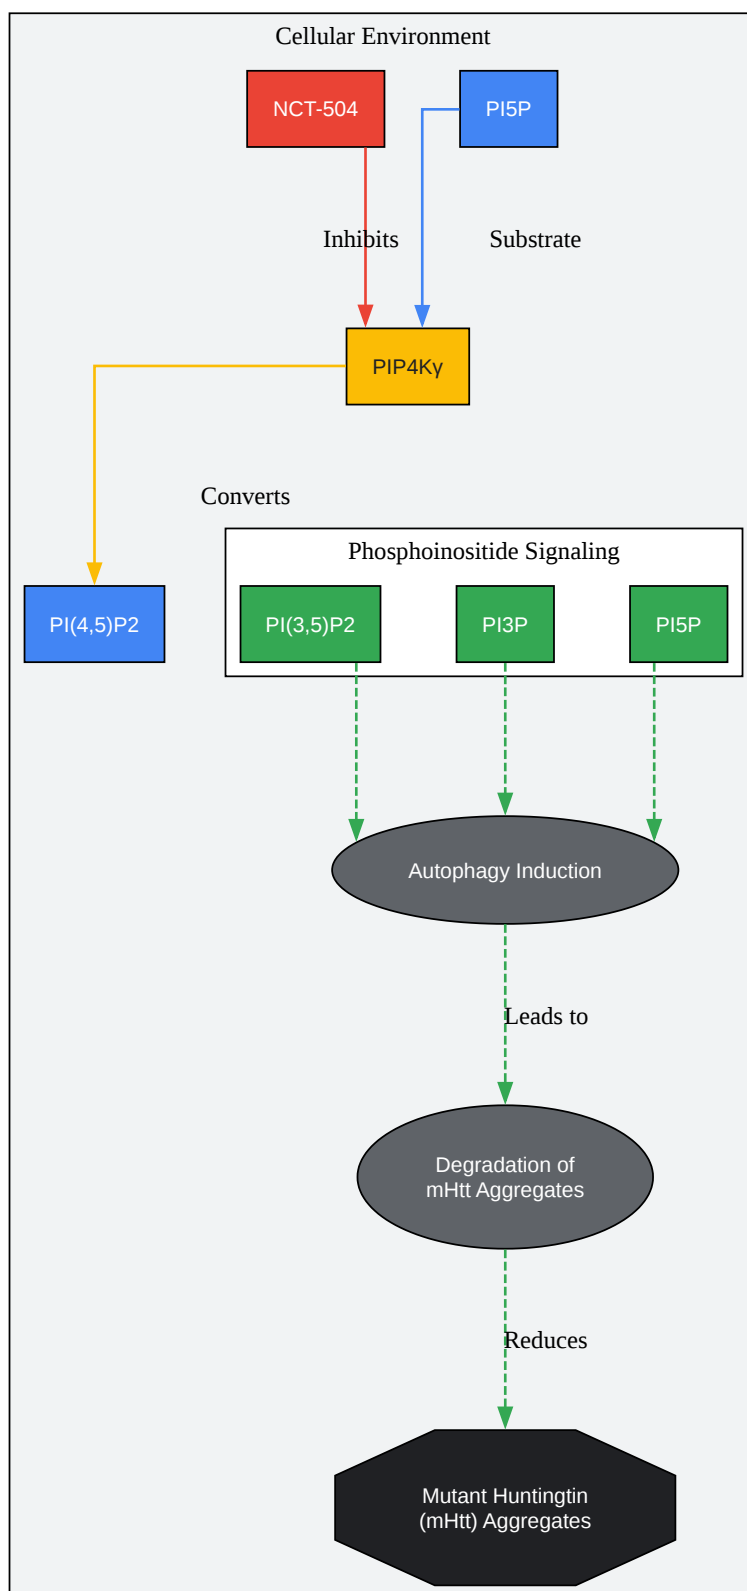 Cellular Environment
NCT-504
PI5P
Inhibits
Substrate
PIP4Kγ
Converts
Phosphoinositide Signaling
PI(4,5)P2
PI(3,5)P2
PI3P
PI5P
Autophagy Induction
Leads to
Degradation of
mHtt Aggregates
Reduces
Mutant Huntingtin
(mHtt) Aggregates